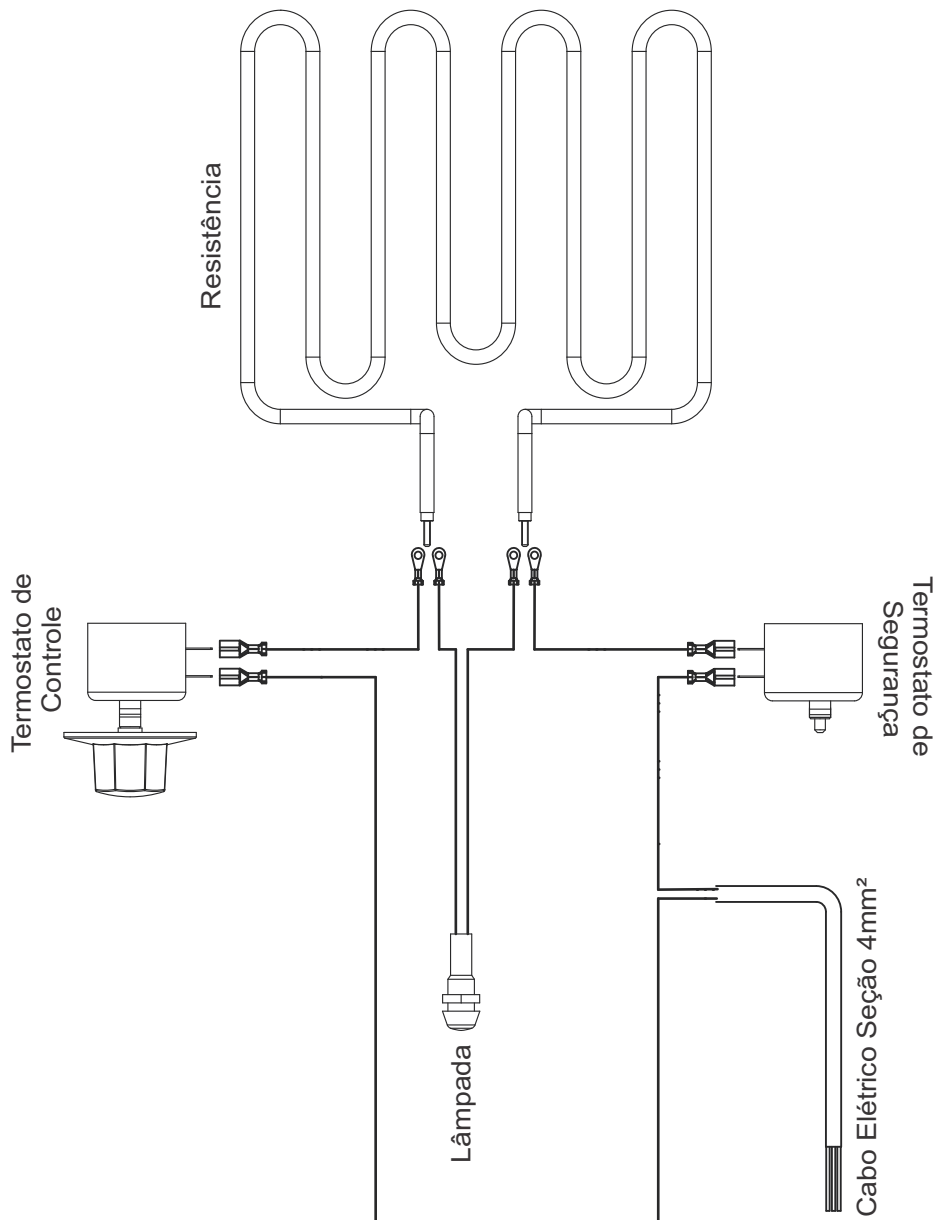 Resistência
Termostato de
Controle
Termostato de
Segurança
Lâmpada
Cabo Elétrico Seção 4mm²